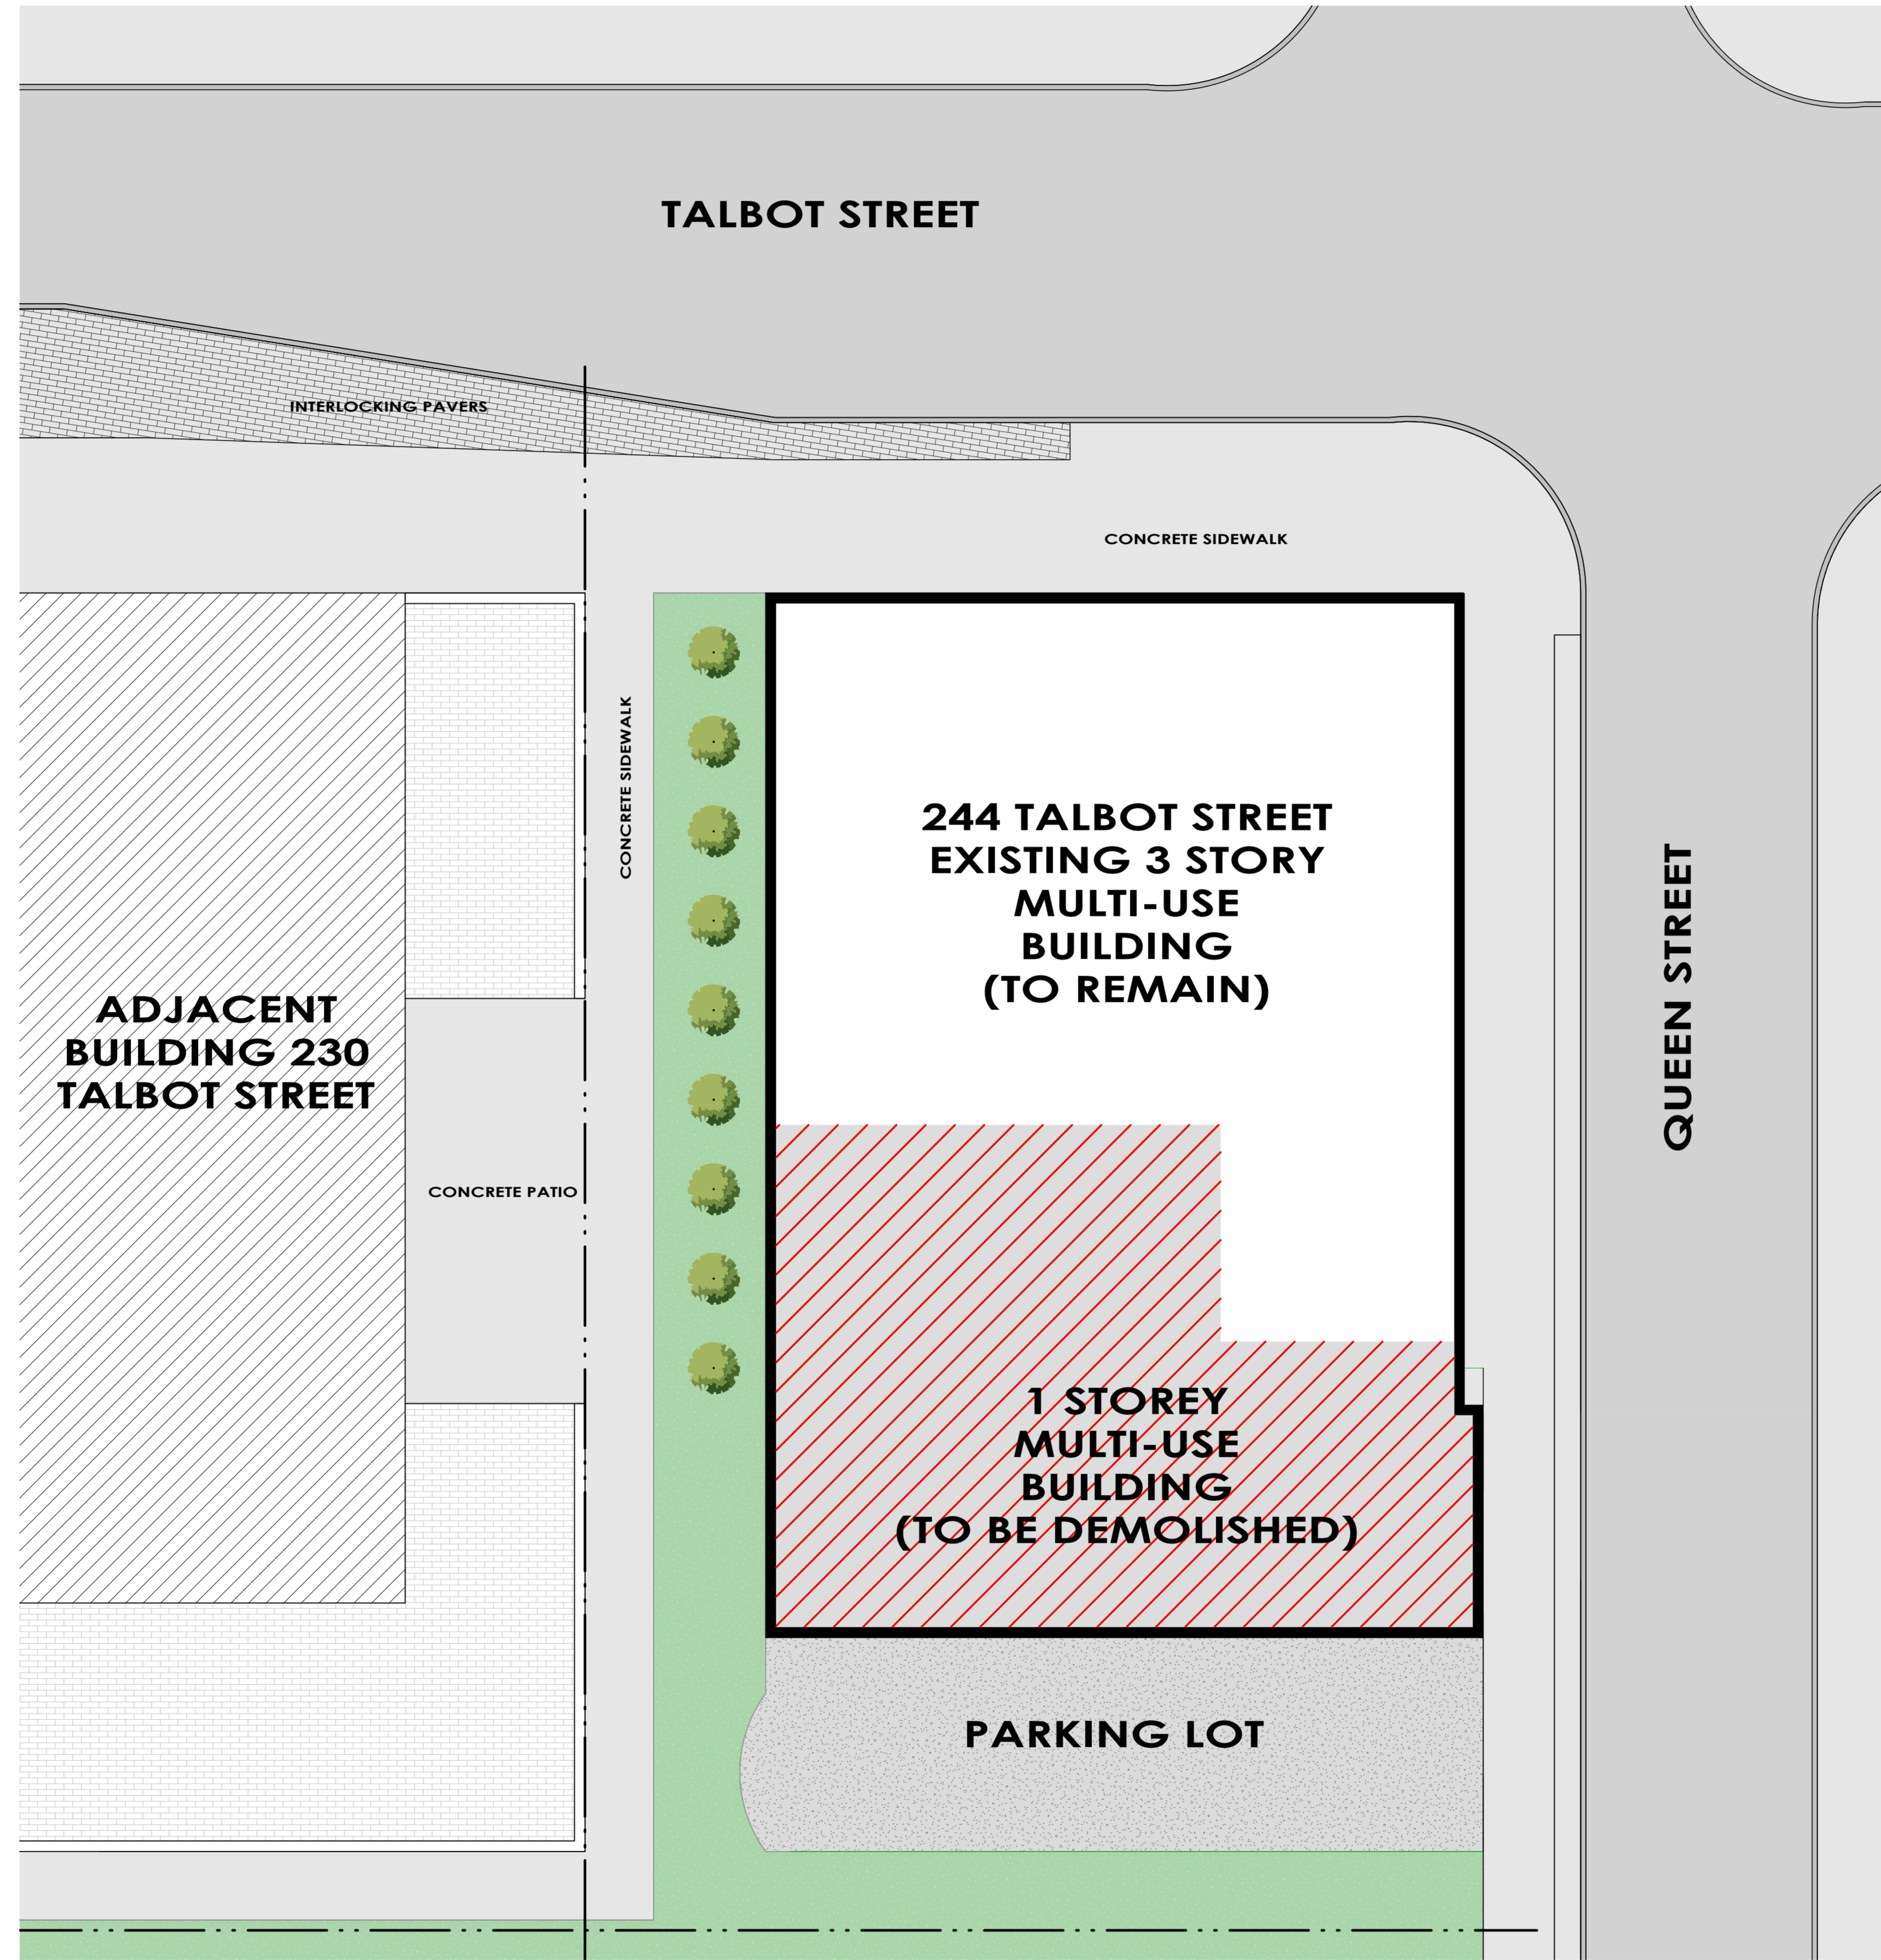 TALBOT STREET
INTERLOCKING PAVERS
CONCRETE SIDEWALK
CONCRETE SIDEWALK
244 TALBOT STREET
EXISTING 3 STORY
MULTI-USE
BUILDING
(TO REMAIN)
QUEEN STREET
ADJACENT
BUILDING 230
TALBOT STREET
CONCRETE PATIO
1 STOREY
MULTI-USE
BUILDING
(TO BE DEMOLISHED)
PARKING LOT